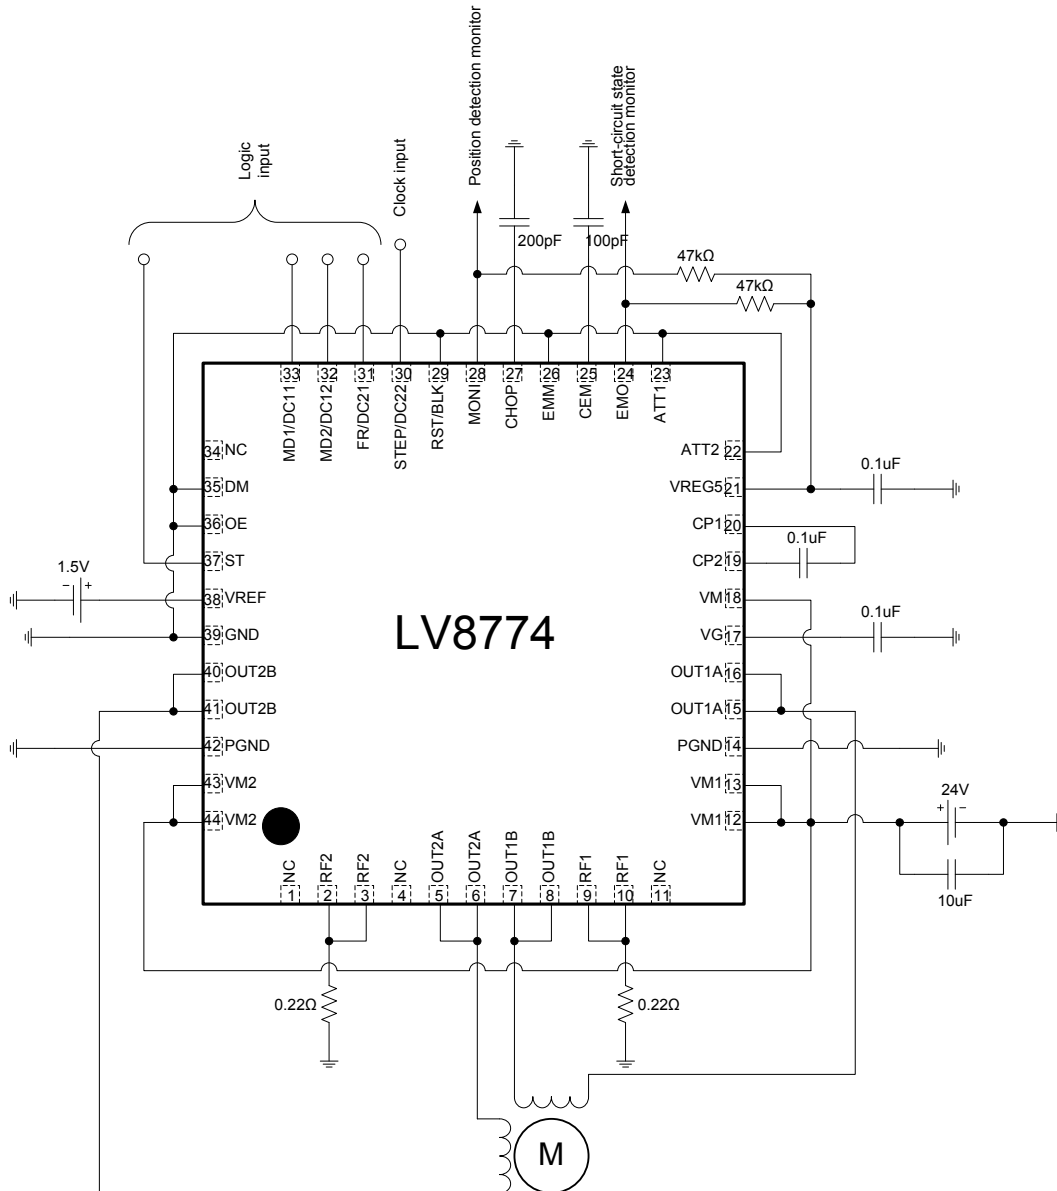 Position detection monitor
Short-circuit state
detection monitor
Logic
input
Clock input
200pF
100pF
47kΩ
47kΩ
33 MD1/DC11
32 MD2/DC12
31 FR/DC21
30 STEP/DC22
29 RST/BLK
28 MONI
27 CHOP
26 EMM
25 CEM
24 EMO
23 ATT1
34 NC
35 DM
36 OE
37 ST
38 VREF
39 GND
40 OUT2B
41 OUT2B
42 PGND
43 VM2
44 VM2
1.5V
− +
LV8774
ATT2 22
VREG5 21
CP1 20
CP2 19
VM 18
VG 17
OUT1A 16
OUT1A 15
PGND 14
VM1 13
VM1 12
0.1uF
0.1uF
0.1uF
24V
+ −
10uF
NC 1
RF2 2
RF2 3
NC 4
OUT2A 5
OUT2A 6
OUT1B 7
OUT1B 8
RF1 9
RF1 10
NC 11
0.22Ω
0.22Ω
M